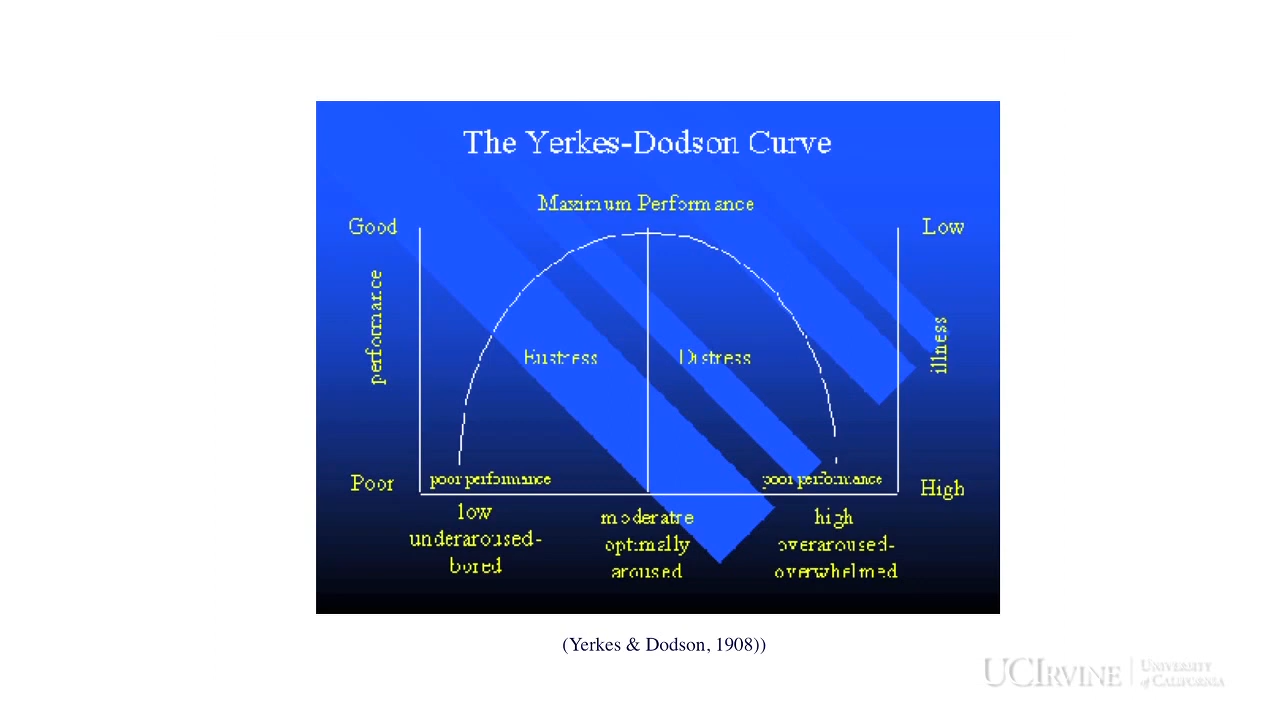 The Yerkes-Dodson Curve
Maximum Performance
Good
Low
performance
illness
Eustress
Distress
Poor
poor performance
poor performance
High
low
underaroused-
bored
moderatre
optimally
aroused
high
overaroused-
overwhelmed
(Yerkes & Dodson, 1908))
UCIRVINE
UNIVERSITY
of CALIFORNIA